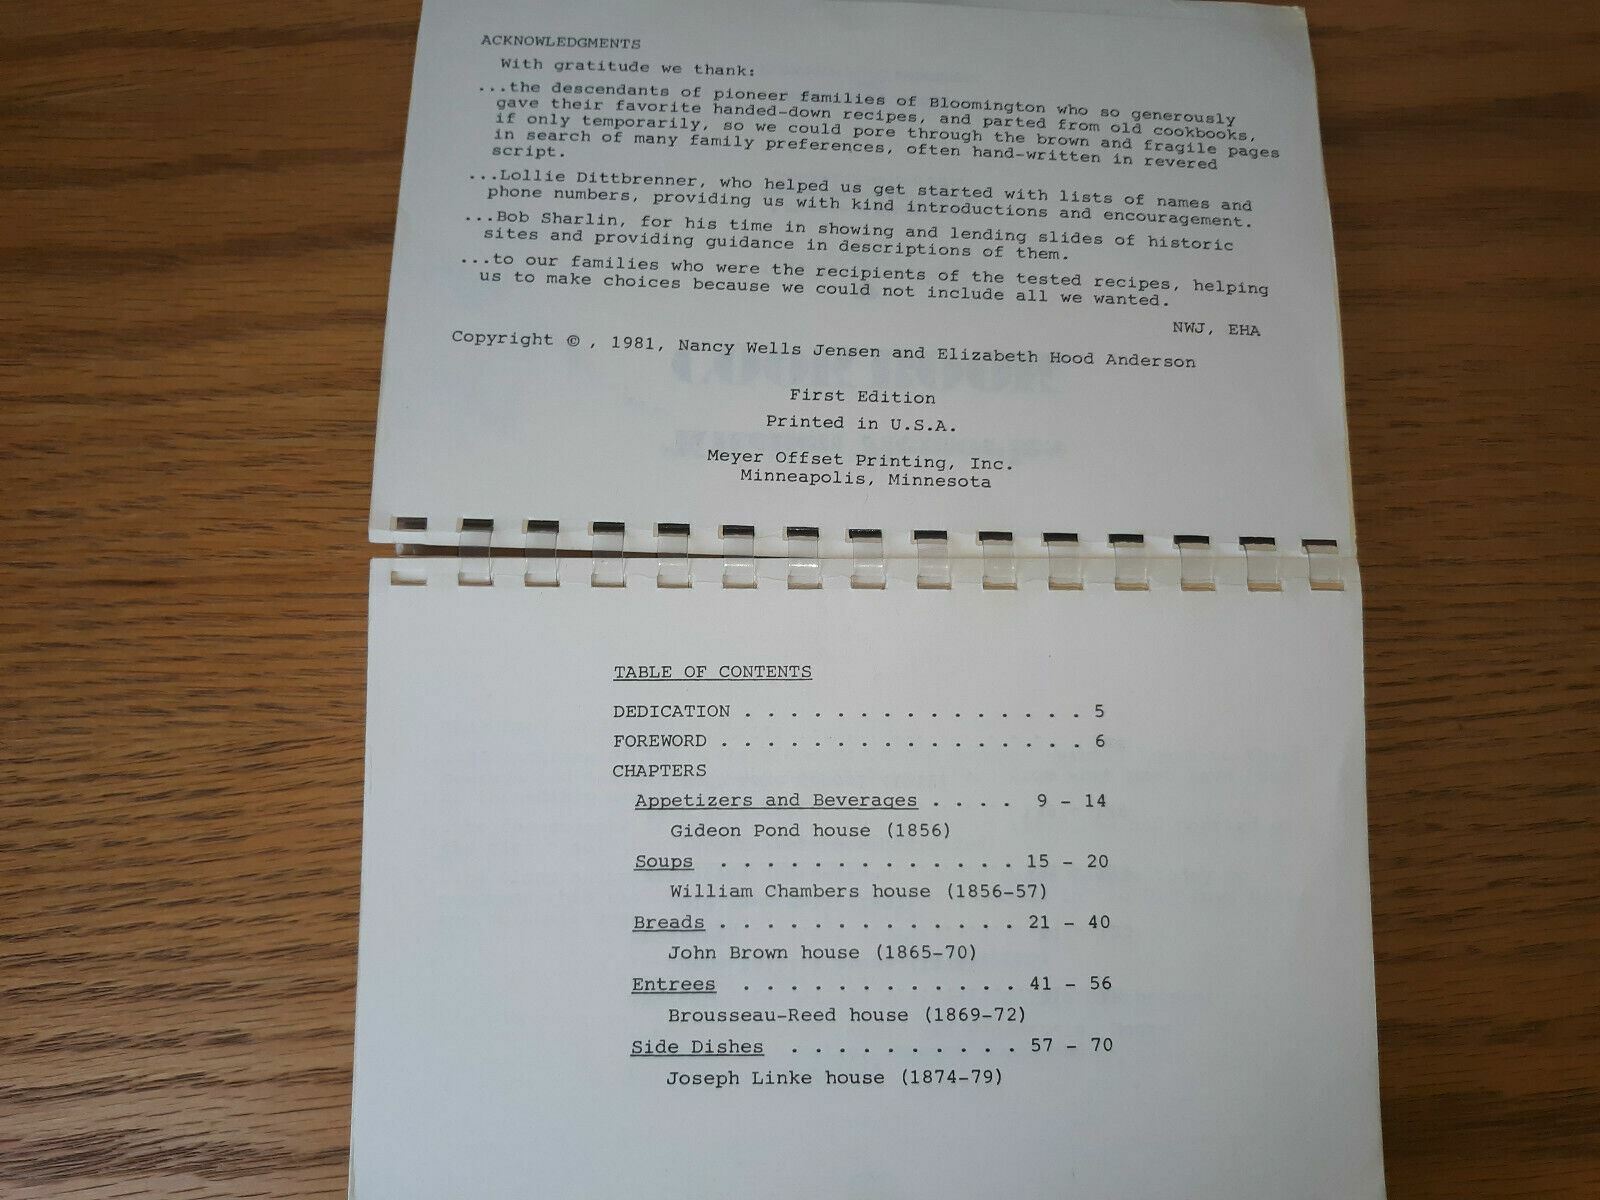 ACKNOWLEDGMENTS
With gratitude we thank:
...the descendants of pioneer families of Bloomington who so generously
gave their favorite handed-down recipes, and parted from old cookbooks,
if only temporarily, so we could pore through the brown and fragile pages
in search of many family preferences, often hand-written in revered
script.
...Lollie Dittbrenner, who helped us get started with lists of names and
phone numbers, providing us with kind introductions and encouragement.
...Bob Sharlin, for his time in showing and lending slides of historic
sites and providing guidance in descriptions of them.
...to our families who were the recipients of the tested recipes, helping
us to make choices because we could not include all we wanted.
NWJ, EHA
Copyright © , 1981, Nancy Wells Jensen and Elizabeth Hood Anderson
First Edition
Printed in U.S.A.
Meyer Offset Printing, Inc.
Minneapolis, Minnesota
TABLE OF CONTENTS
DEDICATION . . . . . . . . . . . . . . . 5
FOREWORD . . . . . . . . . . . . . . . . 6
CHAPTERS
Appetizers and Beverages . . . . 9 - 14
Gideon Pond house (1856)
Soups . . . . . . . . . . . . . 15 - 20
William Chambers house (1856-57)
Breads . . . . . . . . . . . . . 21 - 40
John Brown house (1865-70)
Entrees . . . . . . . . . . . . 41 - 56
Brousseau-Reed house (1869-72)
Side Dishes . . . . . . . . . . 57 - 70
Joseph Linke house (1874-79)